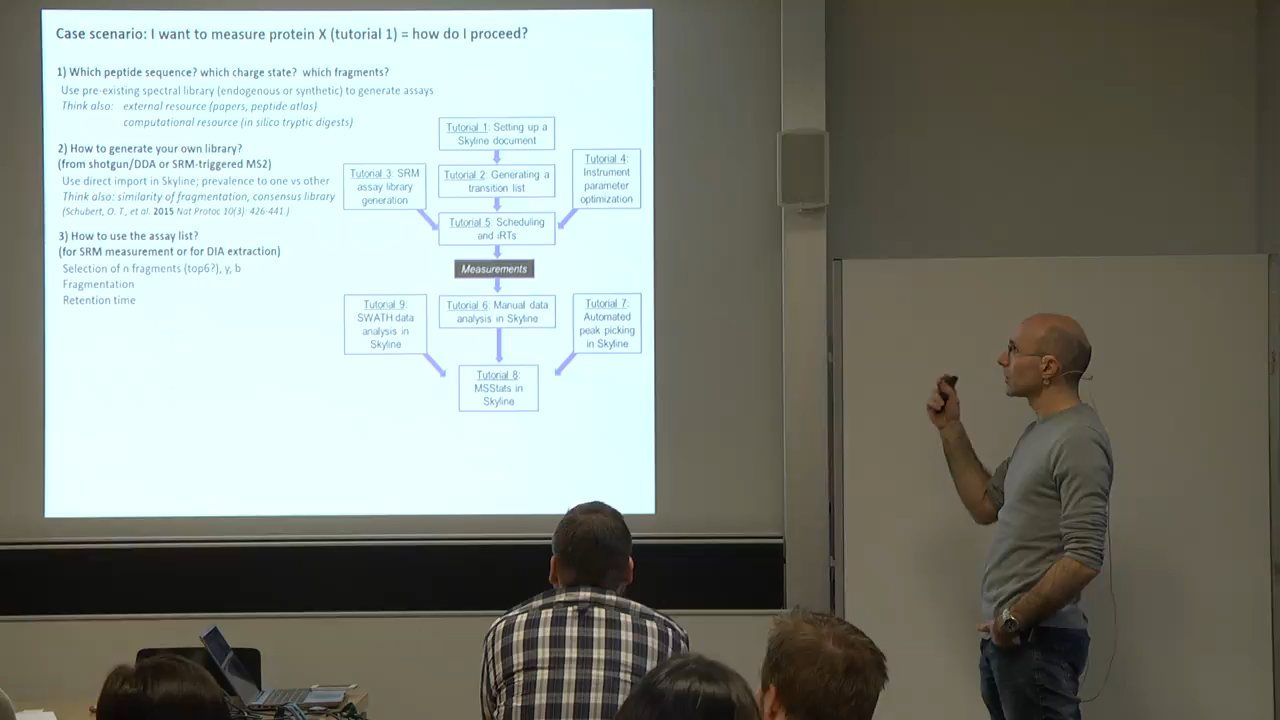 Case scenario: I want to measure protein X (tutorial 1) = how do I proceed?
1) Which peptide sequence? which charge state? which fragments?
Use pre-existing spectral library (endogenous or synthetic) to generate assays
Think also: external resource (papers, peptide atlas)
computational resource (in silico tryptic digests)
2) How to generate your own library?
(from shotgun/DDA or SRM-triggered MS2)
Use direct import in Skyline; prevalence to one vs other
Think also: similarity of fragmentation, consensus library
(Schubert, O. T., et al. 2015 Nat Protoc 10(3): 426-441.)
3) How to use the assay list?
(for SRM measurement or for DIA extraction)
Selection of n fragments (top6?), y, b
Fragmentation
Retention time
Tutorial 1: Setting up a
Skyline document
Tutorial 3: SRM
assay library
generation
Tutorial 2: Generating a
transition list
Tutorial 4:
Instrument
parameter
optimization
Tutorial 5: Scheduling
and iRTs
Measurements
Tutorial 9:
SWATH data
analysis in
Skyline
Tutorial 6: Manual data
analysis in Skyline
Tutorial 7:
Automated
peak picking
in Skyline
Tutorial 8:
MSStats in
Skyline